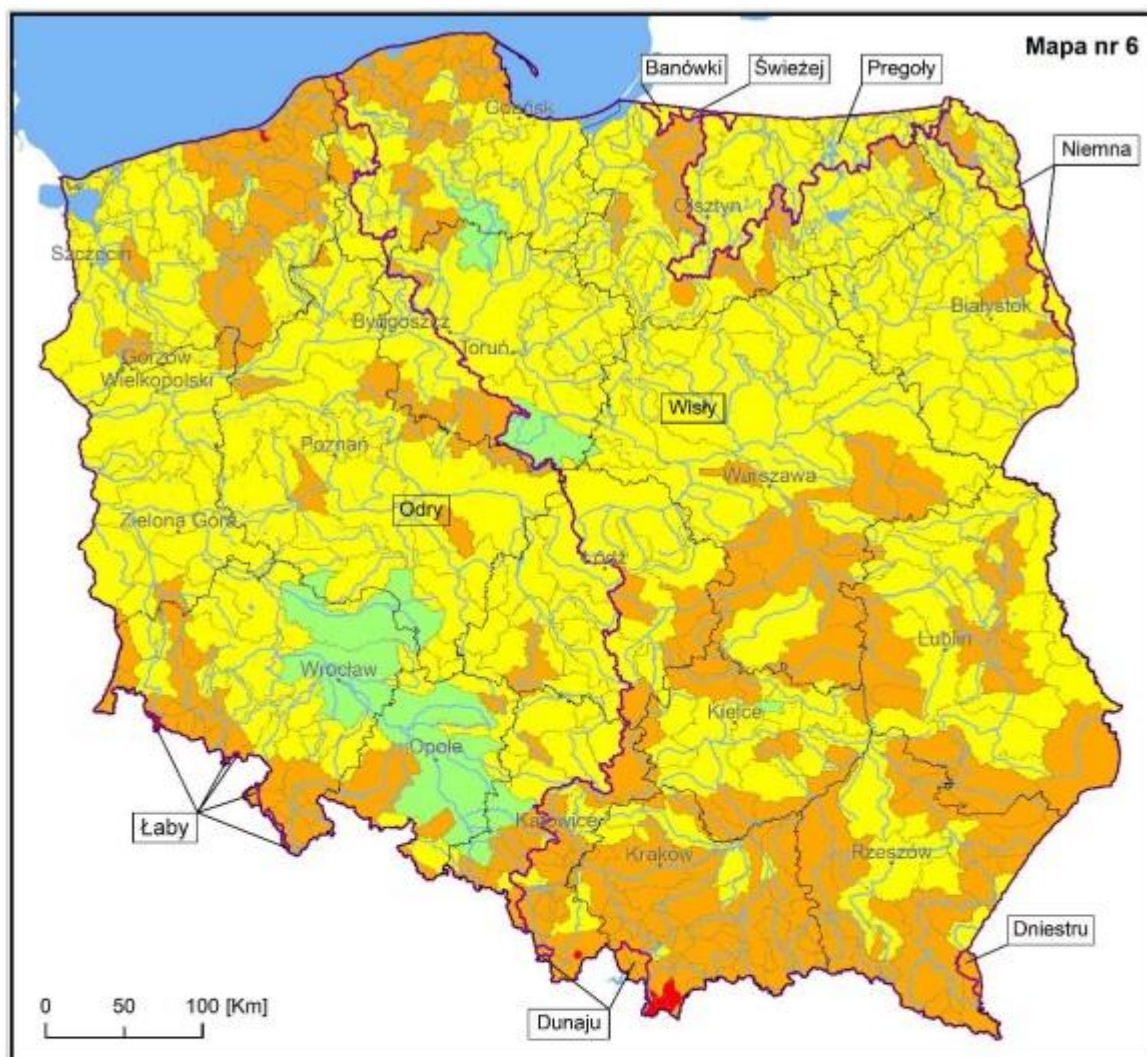 Mapa nr 6
Banówki
Świeżej
Pregoły
Niemna
Gdańsk
Olsztyn
Szczecin
Białystok
Bydgoszcz
Toruń
Gorzów
Wielkopolski
Wisły
Poznań
Warszawa
Odry
Zielona Góra
Łódź
Lublin
Wrocław
Kielce
Opole
Łaby
Katowice
Kraków
Rzeszów
Dniestru
0 50 100 [Km]
Dunaju